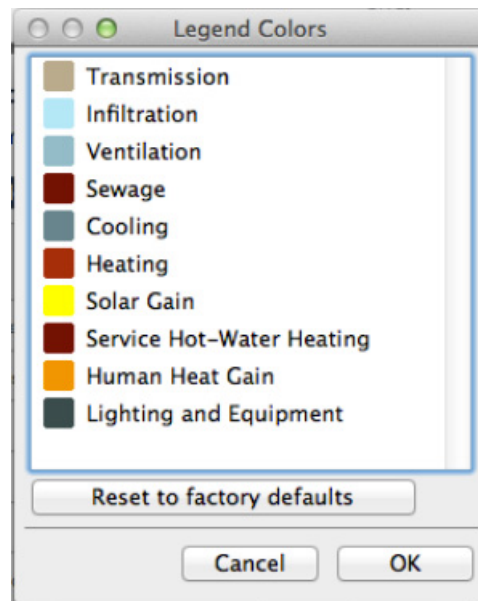 Legend Colors
Transmission
Infiltration
Ventilation
Sewage
Cooling
Heating
Solar Gain
Service Hot-Water Heating
Human Heat Gain
Lighting and Equipment
Reset to factory defaults
Cancel
OK